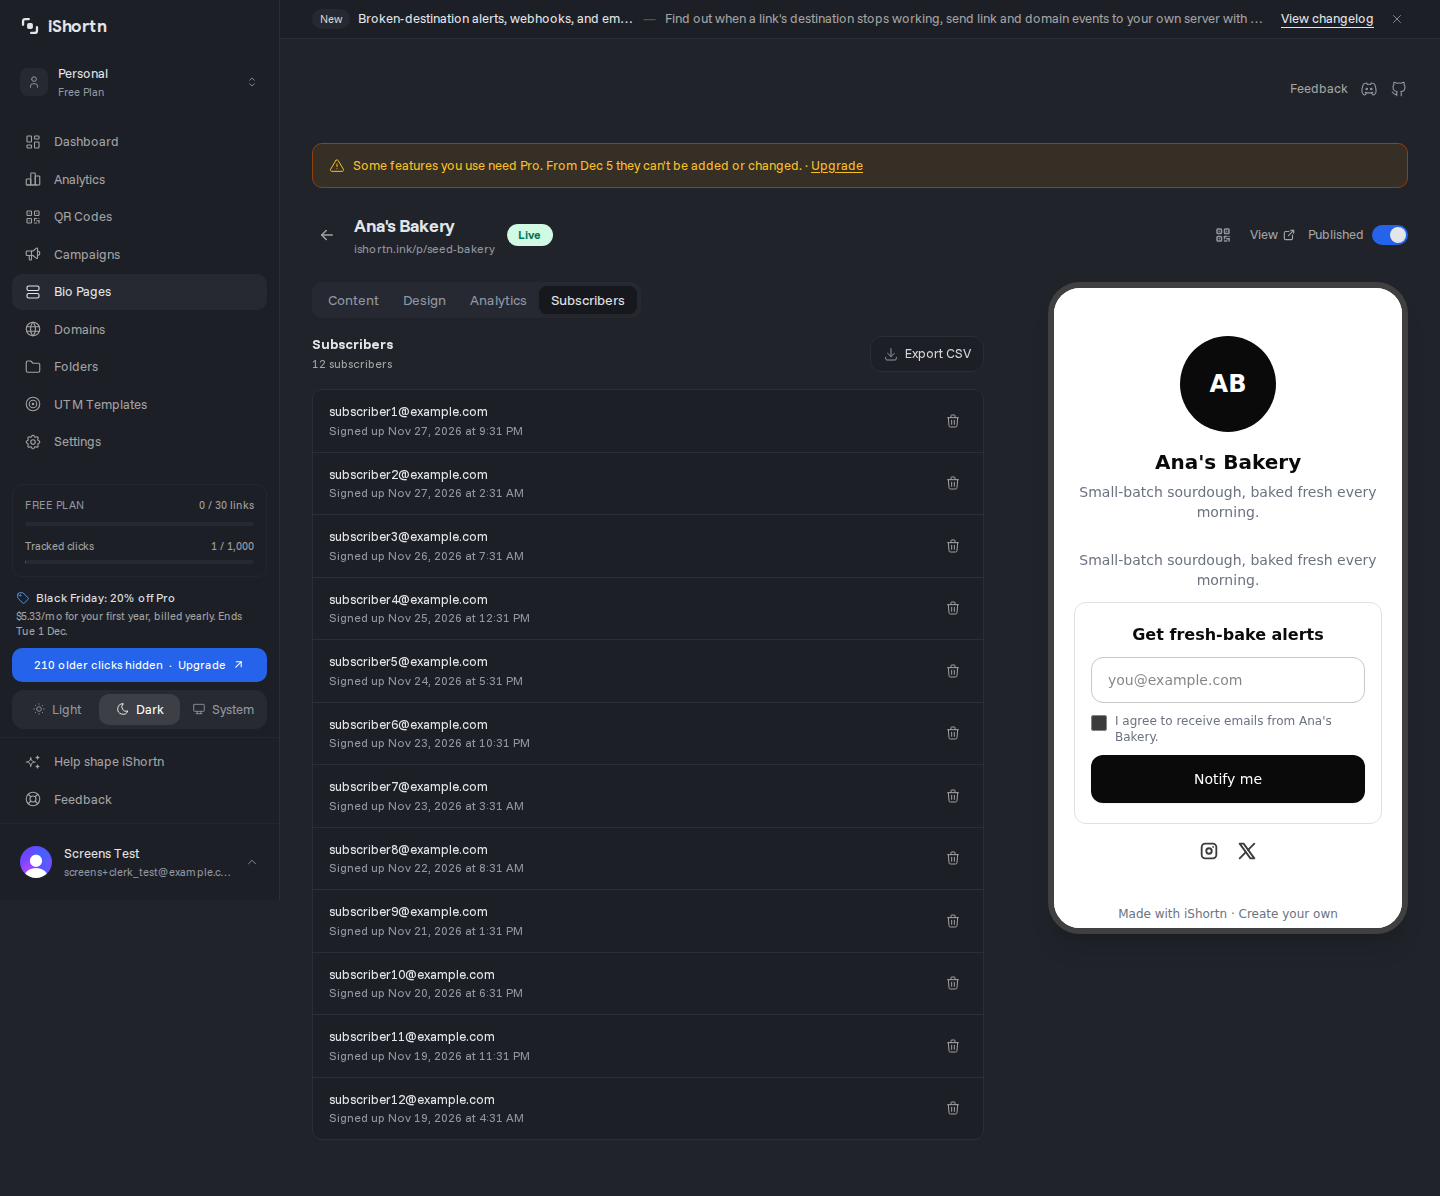 iShortn
Personal
Free Plan
Dashboard
Analytics
QR Codes
Campaigns
Bio Pages
Domains
Folders
UTM Templates
Settings
FREE PLAN 0 / 30 links
Tracked clicks 1 / 1,000
Black Friday: 20% off Pro
$5.33/mo for your first year, billed yearly. Ends
Tue 1 Dec.
210 older clicks hidden · Upgrade
Light Dark System
Help shape iShortn
Feedback
Screens Test
screens+clerk_test@example.c...
New Broken-destination alerts, webhooks, and em... — Find out when a link's destination stops working, send link and domain events to your own server with ... View changelog
Feedback
Some features you use need Pro. From Dec 5 they can't be added or changed. · Upgrade
Ana's Bakery
ishortn.ink/p/seed-bakery
Live
View Published
Content Design Analytics Subscribers
Subscribers
12 subscribers
Export CSV
subscriber1@example.com
Signed up Nov 27, 2026 at 9:31 PM
subscriber2@example.com
Signed up Nov 27, 2026 at 2:31 AM
subscriber3@example.com
Signed up Nov 26, 2026 at 7:31 AM
subscriber4@example.com
Signed up Nov 25, 2026 at 12:31 PM
subscriber5@example.com
Signed up Nov 24, 2026 at 5:31 PM
subscriber6@example.com
Signed up Nov 23, 2026 at 10:31 PM
subscriber7@example.com
Signed up Nov 23, 2026 at 3:31 AM
subscriber8@example.com
Signed up Nov 22, 2026 at 8:31 AM
subscriber9@example.com
Signed up Nov 21, 2026 at 1:31 PM
subscriber10@example.com
Signed up Nov 20, 2026 at 6:31 PM
subscriber11@example.com
Signed up Nov 19, 2026 at 11:31 PM
subscriber12@example.com
Signed up Nov 19, 2026 at 4:31 AM
AB
Ana's Bakery
Small-batch sourdough, baked fresh every
morning.
Small-batch sourdough, baked fresh every
morning.
Get fresh-bake alerts
you@example.com
I agree to receive emails from Ana's
Bakery.
Notify me
Made with iShortn · Create your own